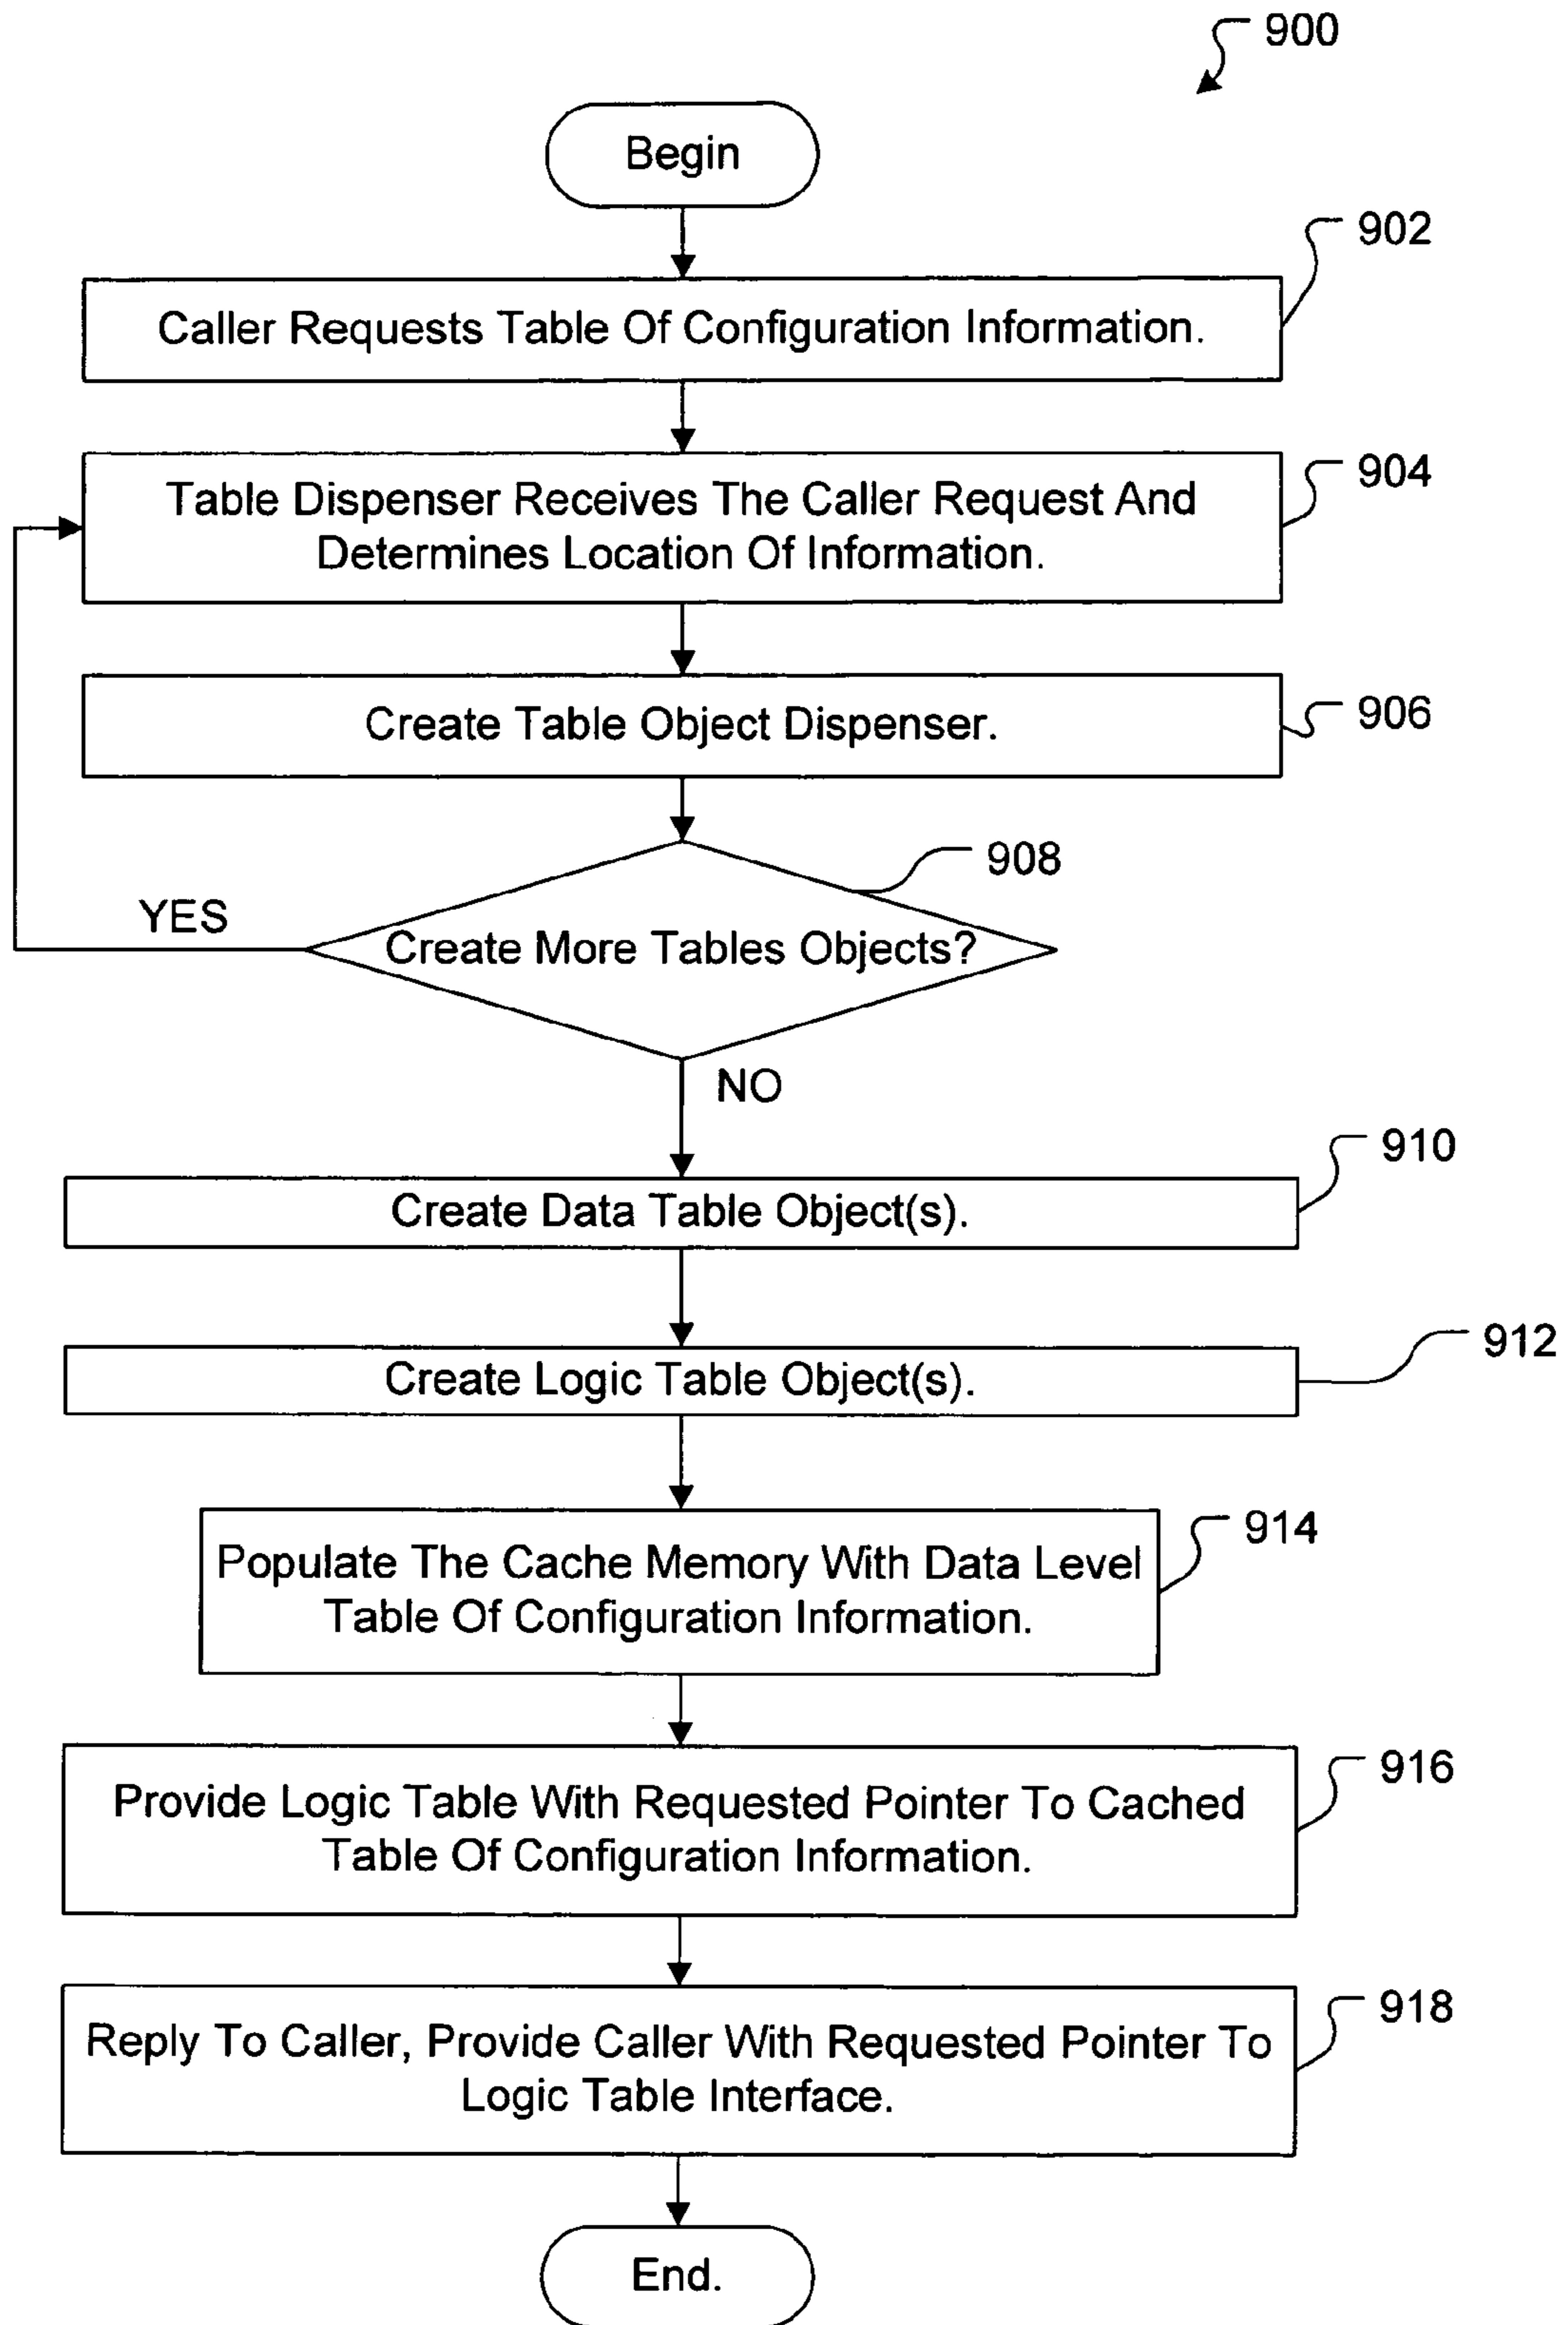 900
Begin
902
Caller Requests Table Of Configuration Information.
904
Table Dispenser Receives The Caller Request And
Determines Location Of Information.
906
Create Table Object Dispenser.
908
YES
Create More Tables Objects?
NO
910
Create Data Table Object(s).
912
Create Logic Table Object(s).
914
Populate The Cache Memory With Data Level
Table Of Configuration Information.
916
Provide Logic Table With Requested Pointer To Cached
Table Of Configuration Information.
918
Reply To Caller, Provide Caller With Requested Pointer To
Logic Table Interface.
End.